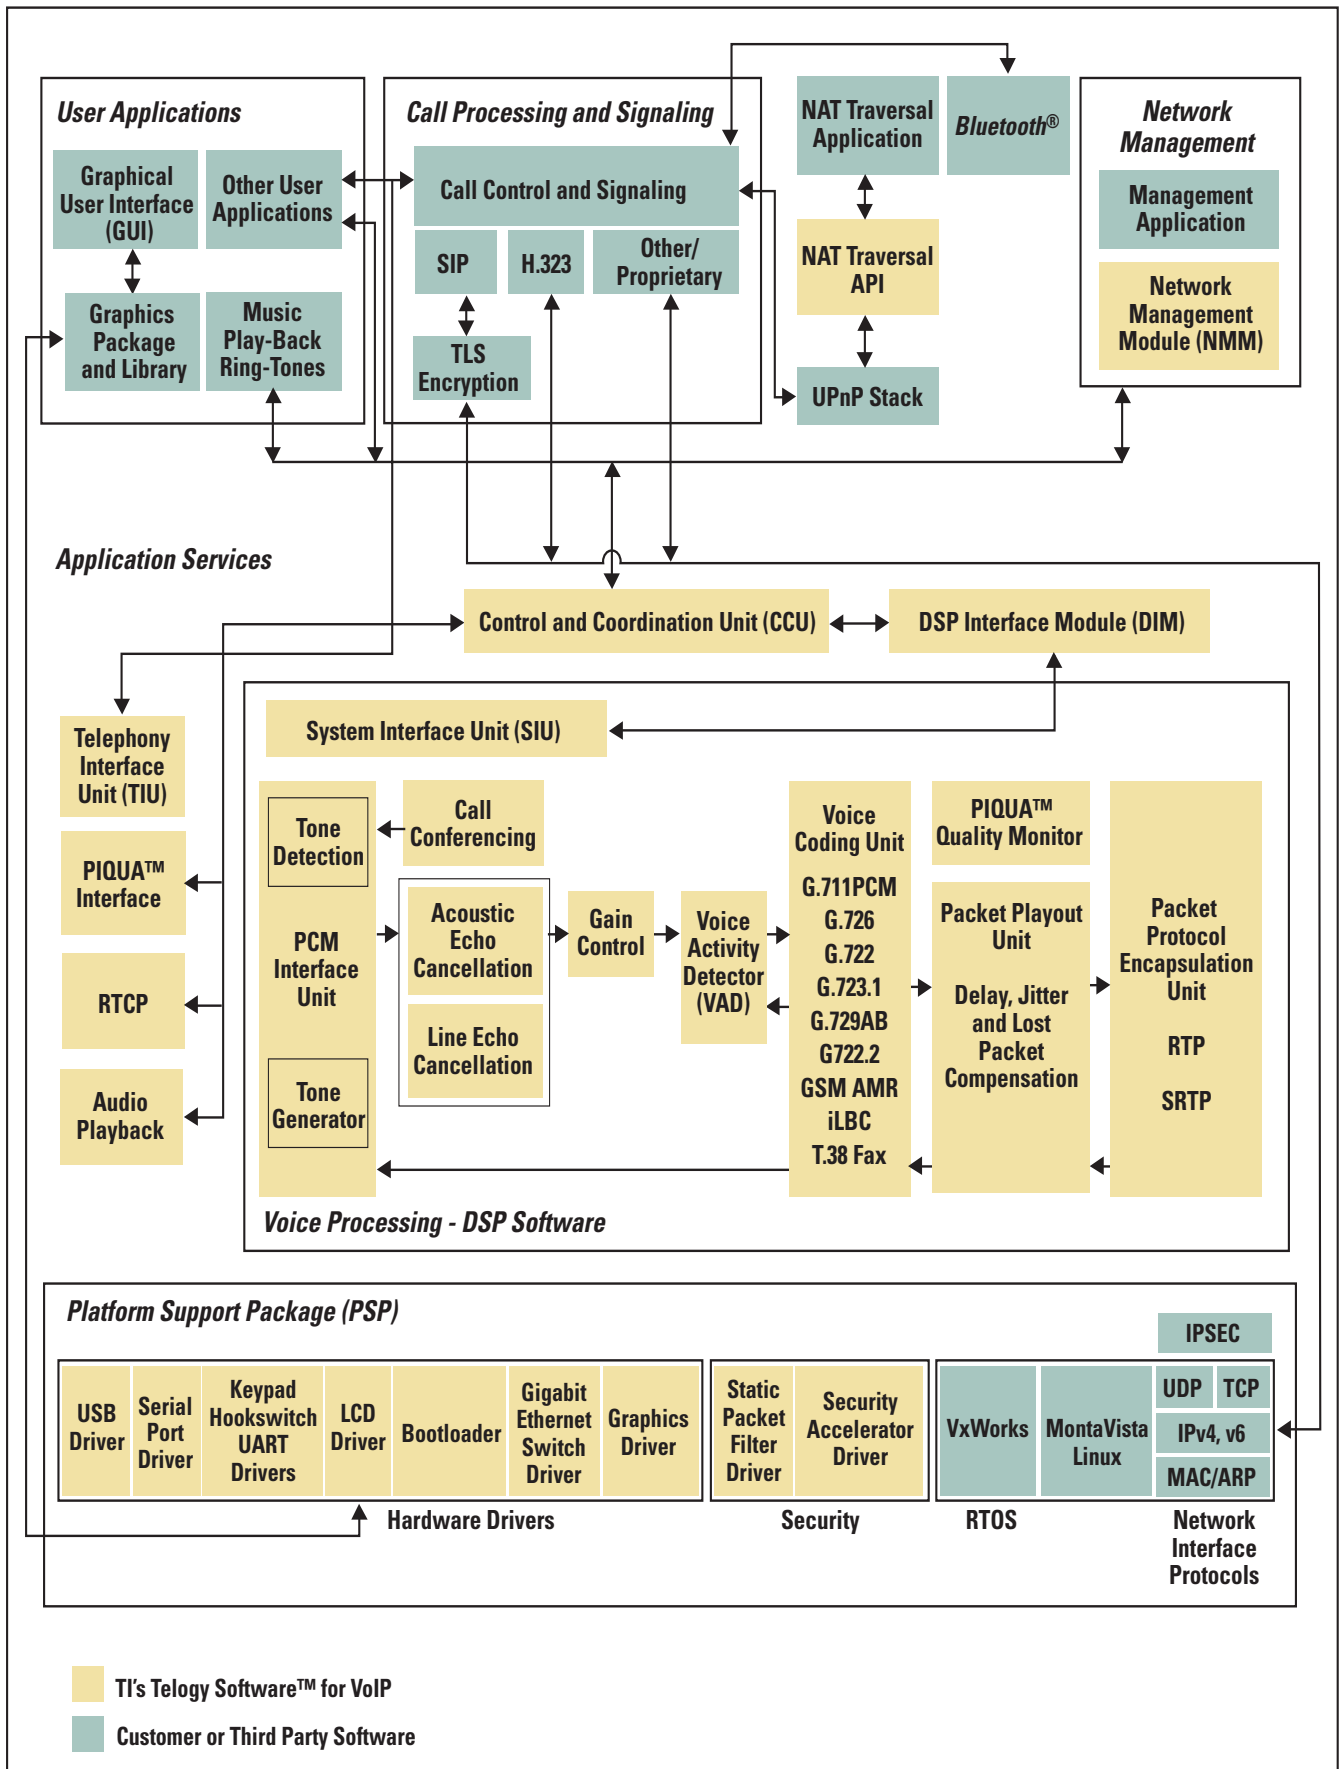 User Applications
Graphical
User Interface
(GUI)
Other User
Applications
Graphics
Package
and Library
Music
Play-Back
Ring-Tones
Call Processing and Signaling
Call Control and Signaling
SIP
H.323
Other/
Proprietary
TLS
Encryption
NAT Traversal
Application
Bluetooth®
NAT Traversal
API
UPnP Stack
Network
Management
Management
Application
Network
Management
Module (NMM)
Application Services
Control and Coordination Unit (CCU)
DSP Interface Module (DIM)
Telephony
Interface
Unit (TIU)
PIQUA™
Interface
RTCP
Audio
Playback
System Interface Unit (SIU)
Tone
Detection
PCM
Interface
Unit
Tone
Generator
Call
Conferencing
Acoustic
Echo
Cancellation
Line Echo
Cancellation
Gain
Control
Voice
Activity
Detector
(VAD)
Voice
Coding Unit
G.711PCM
G.726
G.722
G.723.1
G.729AB
G722.2
GSM AMR
iLBC
T.38 Fax
PIQUA™
Quality Monitor
Packet Playout
Unit
Delay, Jitter
and Lost
Packet
Compensation
Packet
Protocol
Encapsulation
Unit
RTP
SRTP
Voice Processing - DSP Software
Platform Support Package (PSP)
USB
Driver
Serial
Port
Driver
Keypad
Hookswitch
UART
Drivers
LCD
Driver
Bootloader
Gigabit
Ethernet
Switch
Driver
Graphics
Driver
Hardware Drivers
Static
Packet
Filter
Driver
Security
Accelerator
Driver
Security
VxWorks
MontaVista
Linux
RTOS
IPSEC
UDP
TCP
IPv4, v6
MAC/ARP
Network
Interface
Protocols
TI's Telogy Software™ for VoIP
Customer or Third Party Software